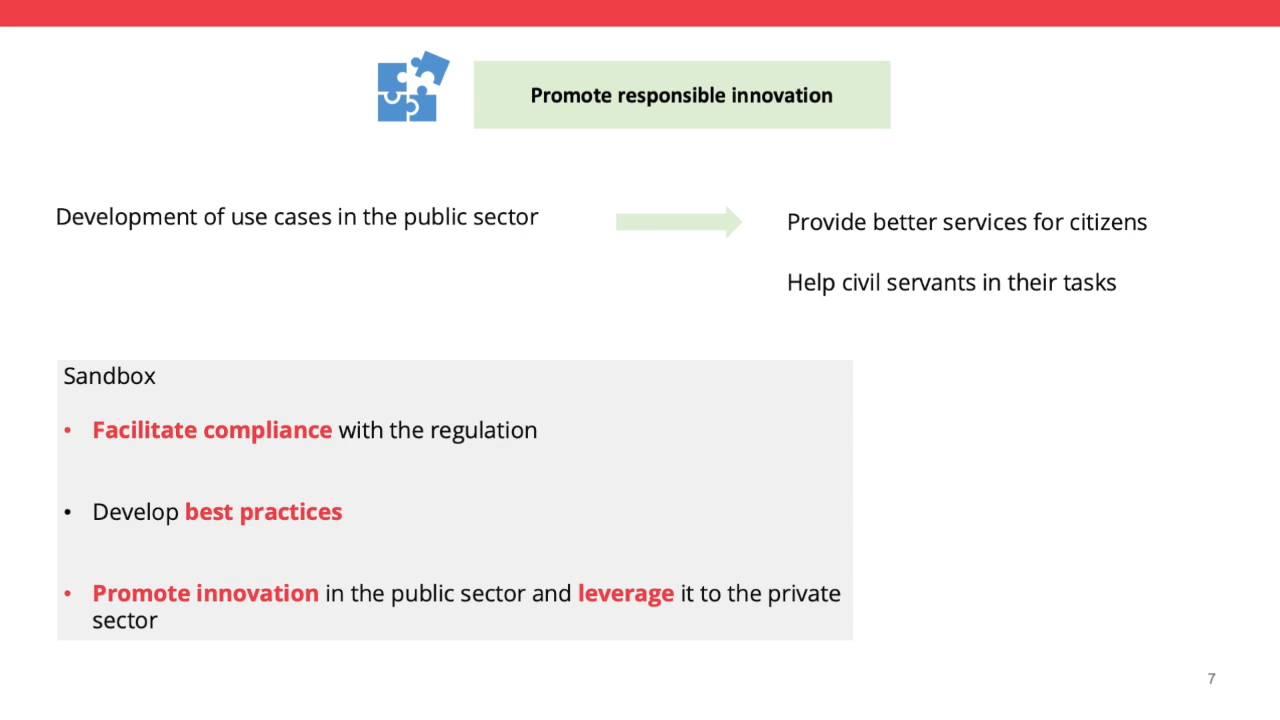 Promote responsible innovation
Development of use cases in the public sector
Provide better services for citizens
Help civil servants in their tasks
Sandbox
• Facilitate compliance with the regulation
• Develop best practices
• Promote innovation in the public sector and leverage it to the private
sector
7